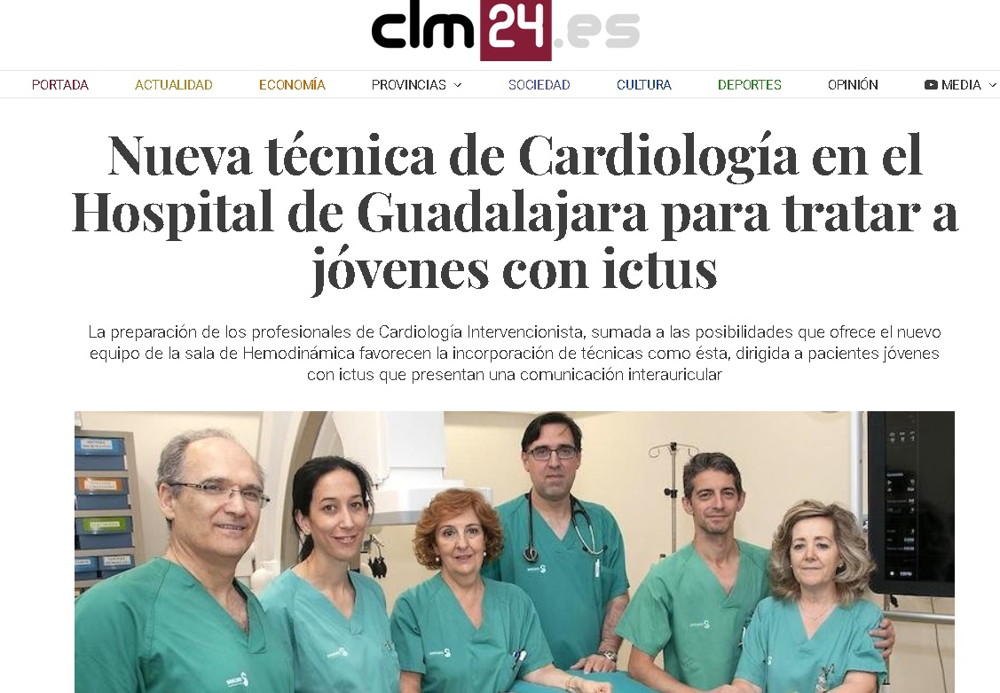 clm24.es
PORTADA ACTUALIDAD ECONOMÍA PROVINCIAS SOCIEDAD CULTURA DEPORTES OPINIÓN MEDIA
Nueva técnica de Cardiología en el
Hospital de Guadalajara para tratar a
jóvenes con ictus
La preparación de los profesionales de Cardiología Intervencionista, sumada a las posibilidades que ofrece el nuevo
equipo de la sala de Hemodinámica favorecen la incorporación de técnicas como ésta, dirigida a pacientes jóvenes
con ictus que presentan una comunicación interauricular